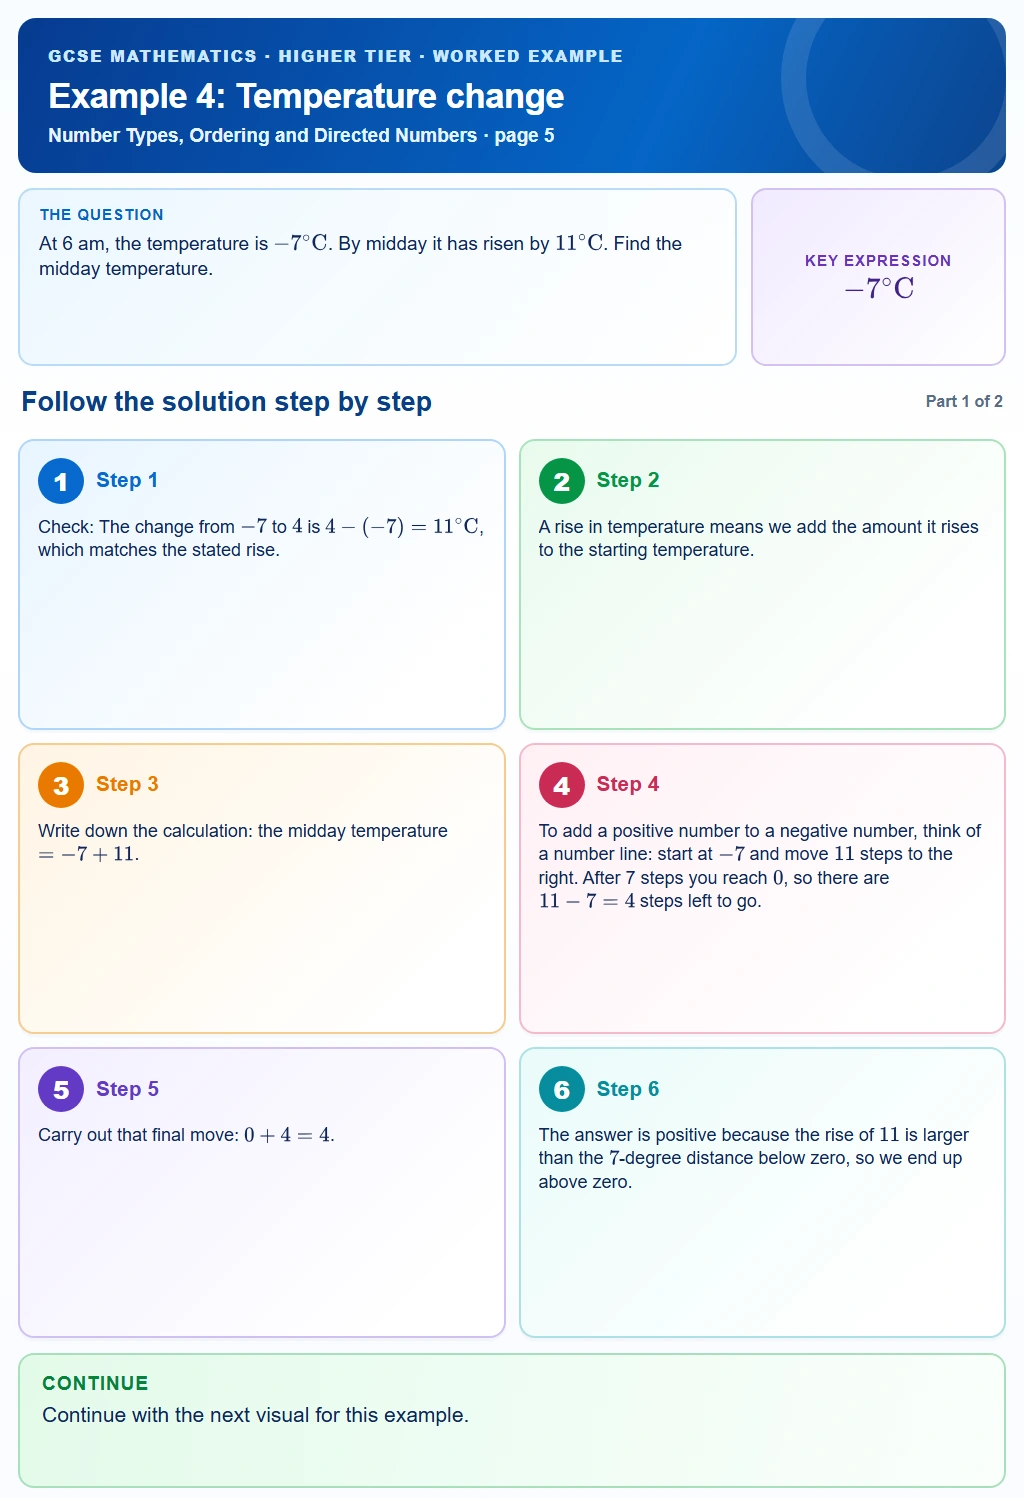 GCSE MATHEMATICS · HIGHER TIER · WORKED EXAMPLE
Example 4: Temperature change
Number Types, Ordering and Directed Numbers · page 5
THE QUESTION
At 6 am, the temperature is −7°C. By midday it has risen by 11°C. Find the
midday temperature.
KEY EXPRESSION
−7°C
Follow the solution step by step
Part 1 of 2
1 Step 1
Check: The change from −7 to 4 is 4 − (−7) = 11°C,
which matches the stated rise.
2 Step 2
A rise in temperature means we add the amount it rises
to the starting temperature.
3 Step 3
Write down the calculation: the midday temperature
= −7 + 11.
4 Step 4
To add a positive number to a negative number, think of
a number line: start at −7 and move 11 steps to the
right. After 7 steps you reach 0, so there are
11 − 7 = 4 steps left to go.
5 Step 5
Carry out that final move: 0 + 4 = 4.
6 Step 6
The answer is positive because the rise of 11 is larger
than the 7-degree distance below zero, so we end up
above zero.
CONTINUE
Continue with the next visual for this example.